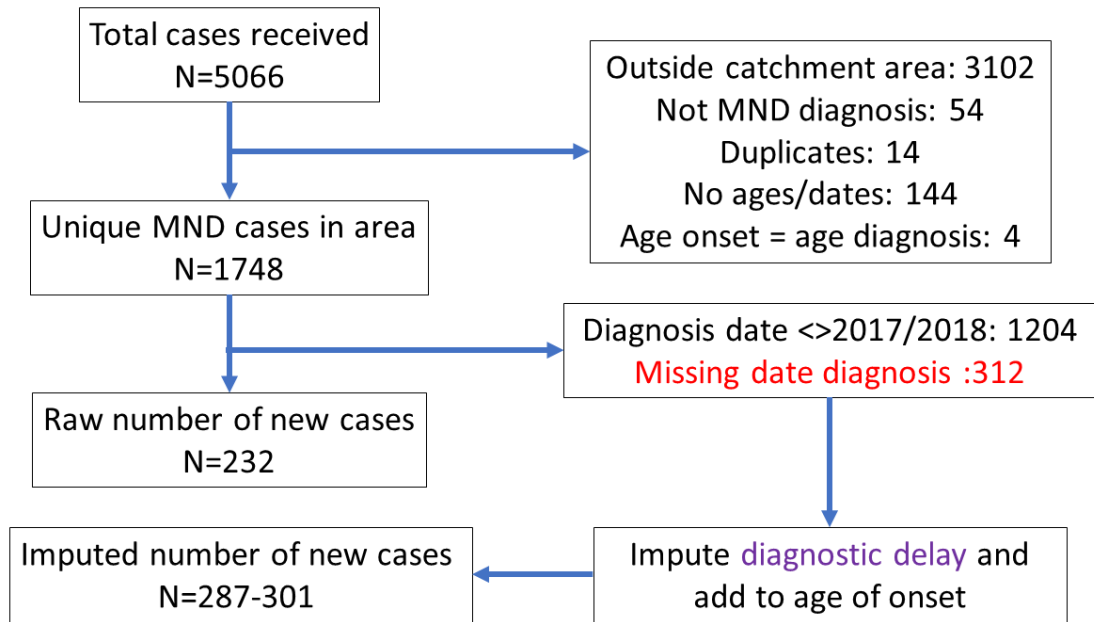 Total cases received
N=5066
Outside catchment area: 3102
Not MND diagnosis: 54
Duplicates: 14
No ages/dates: 144
Age onset = age diagnosis: 4
Unique MND cases in area
N=1748
Diagnosis date <>2017/2018: 1204
Missing date diagnosis :312
Raw number of new cases
N=232
Impute diagnostic delay and
add to age of onset
Imputed number of new cases
N=287-301